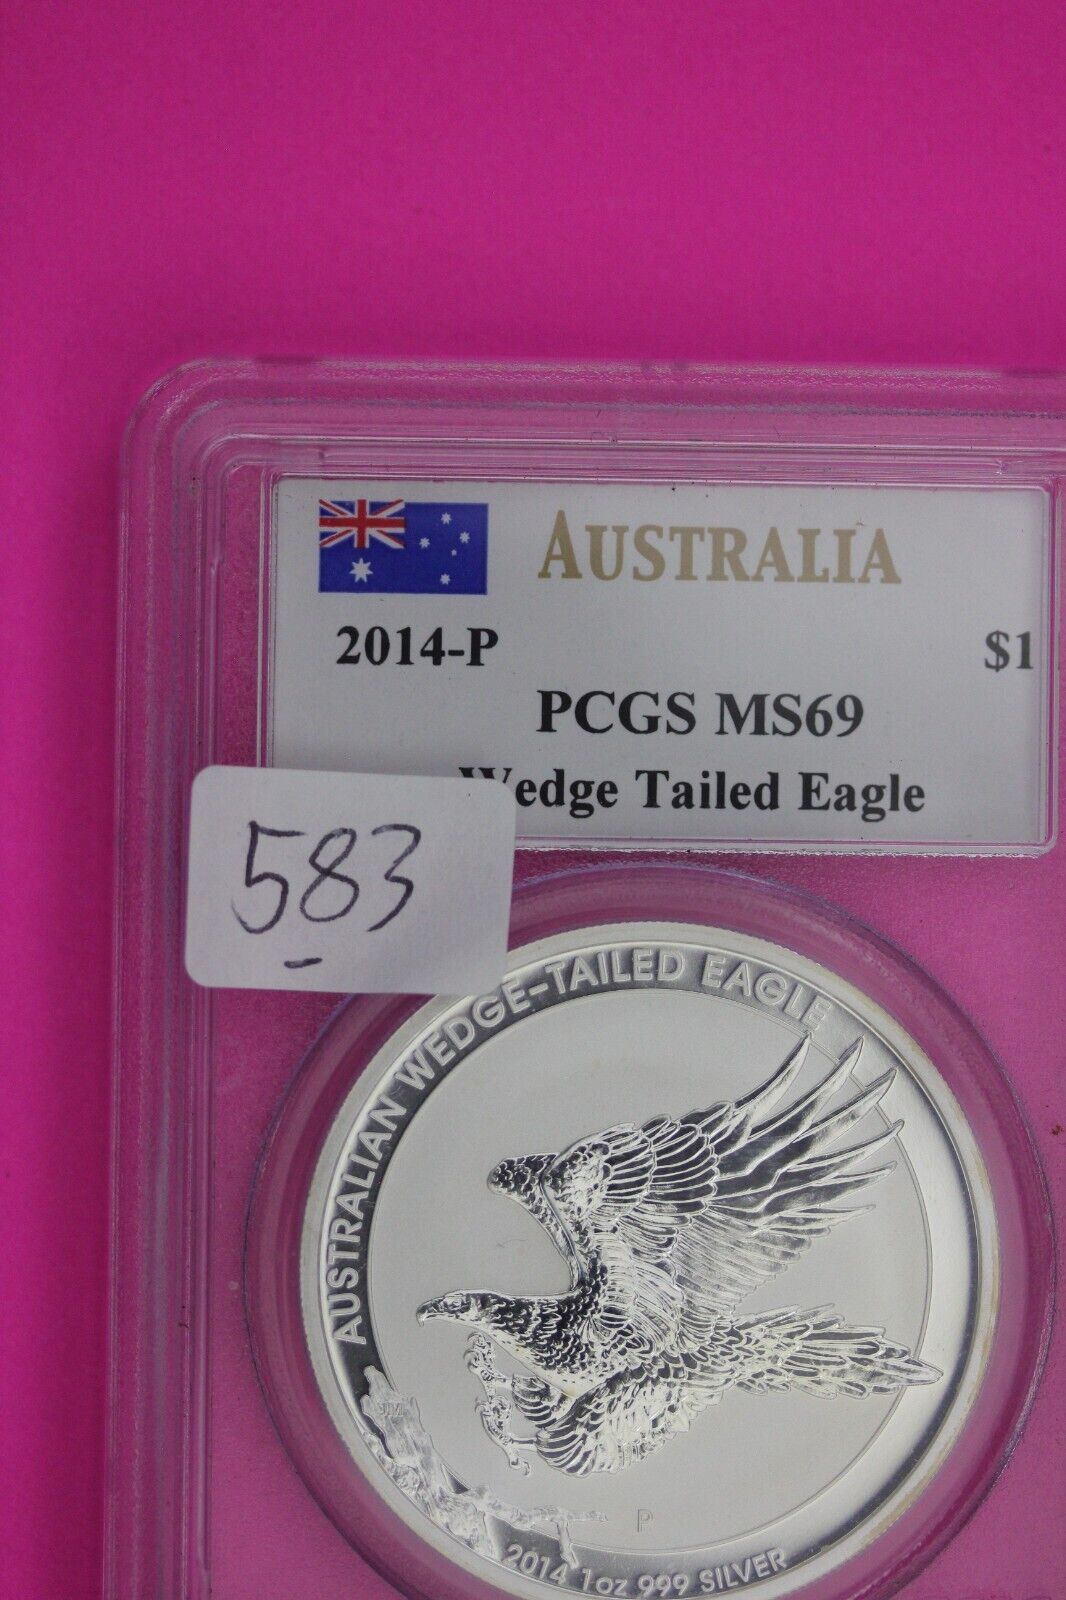 AUSTRALIA
2014-P $1
PCGS MS69
Wedge Tailed Eagle
583
AUSTRALIAN WEDGE-TAILED EAGLE
P
2014 1oz 999 SILVER